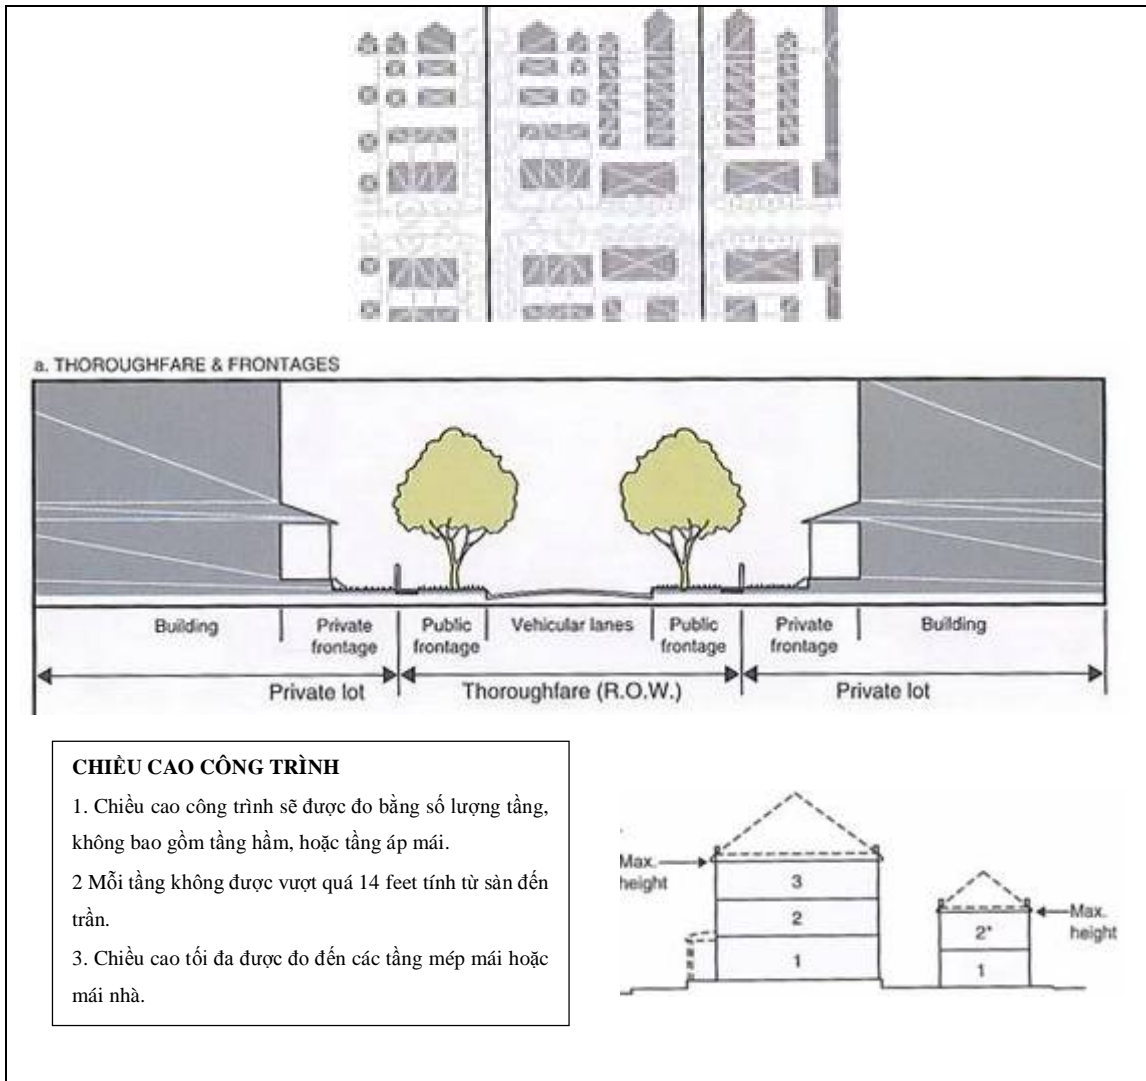 a. THOROUGHFARE & FRONTAGES
Building
Private frontage
Public frontage
Vehicular lanes
Public frontage
Private frontage
Building
Private lot
Thoroughfare (R.O.W.)
Private lot
CHIỀU CAO CÔNG TRÌNH
1. Chiều cao công trình sẽ được đo bằng số lượng tầng,
không bao gồm tầng hầm, hoặc tầng áp mái.
2 Mỗi tầng không được vượt quá 14 feet tính từ sàn đến
trần.
3. Chiều cao tối đa được đo đến các tầng mép mái hoặc
mái nhà.
Max.
height
3
2
1
Max.
height
2*
1